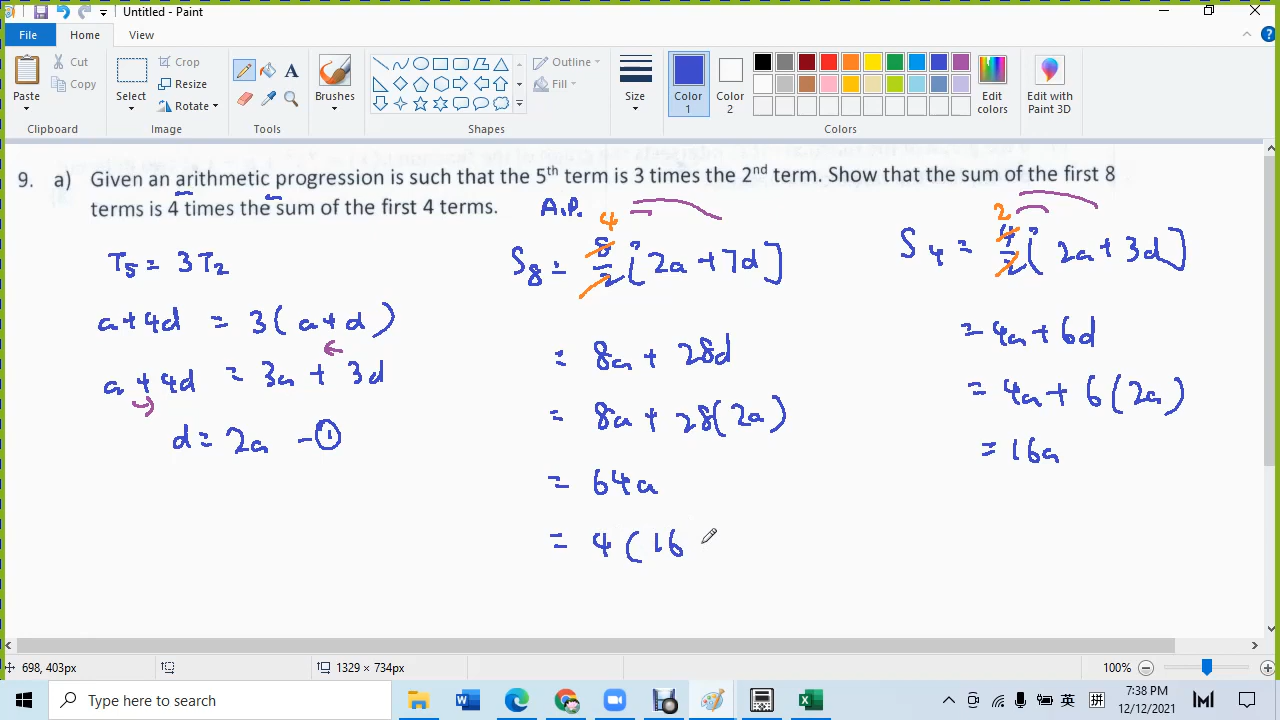 Untitled - Paint
File Home View
Paste Cut Copy Clipboard
Select Crop Resize Rotate Image
Tools
Brushes
Outline Fill Shapes
Size
Color 1 Color 2 Edit colors Colors
Edit with Paint 3D
9. a) Given an arithmetic progression is such that the 5th term is 3 times the 2nd term. Show that the sum of the first 8
terms is 4 times the sum of the first 4 terms.
A.P.
T5 = 3T2
a+4d = 3(a+d)
a+4d = 3a + 3d
d = 2a -①
4
S8 = 8/2 [2a + 7d]
= 8a + 28d
= 8a + 28(2a)
= 64a
= 4 (16
2
S4 = 4/2 [2a + 3d]
= 4a + 6d
= 4a + 6(2a)
= 16a
698, 403px 1329 × 734px 100%
Type here to search
英 拼
7:38 PM
12/12/2021